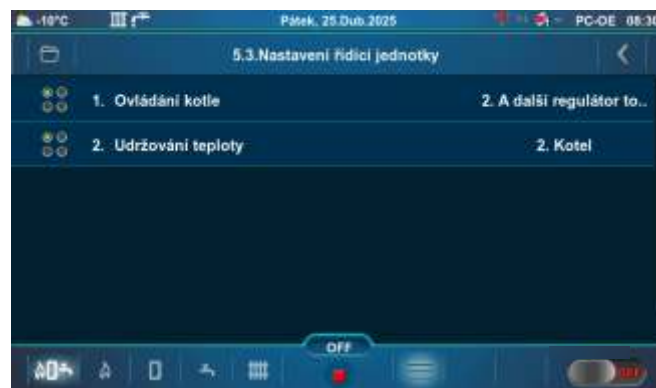 -10°C Pátek, 25.Dub.2025 PC-OE 08:30
5.3.Nastavení řídicí jednotky
1. Ovládání kotle 2. A další regulátor to..
2. Udržování teploty 2. Kotel
OFF
OFF